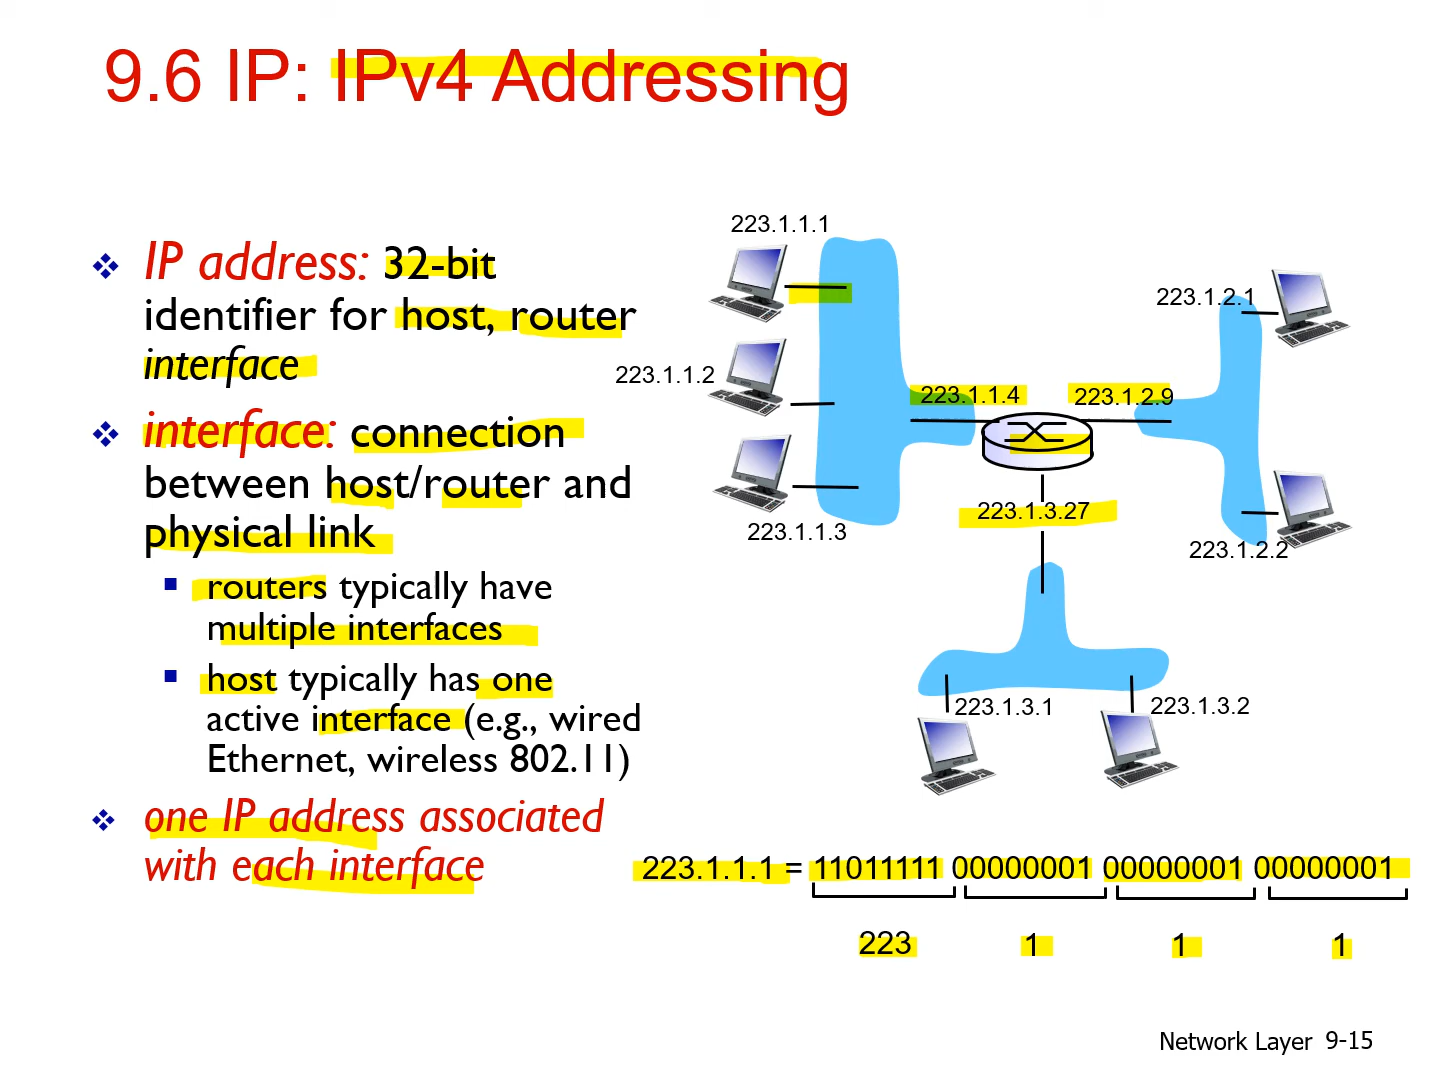 9.6 IP: IPv4 Addressing
❖ IP address: 32-bit
identifier for host, router
interface
❖ interface: connection
between host/router and
physical link
▪ routers typically have
multiple interfaces
▪ host typically has one
active interface (e.g., wired
Ethernet, wireless 802.11)
❖ one IP address associated
with each interface
223.1.1.1
223.1.1.2
223.1.1.3
223.1.1.4
223.1.2.9
223.1.2.1
223.1.2.2
223.1.3.27
223.1.3.1
223.1.3.2
223.1.1.1 = 11011111 00000001 00000001 00000001
223 1 1 1
Network Layer 9-15